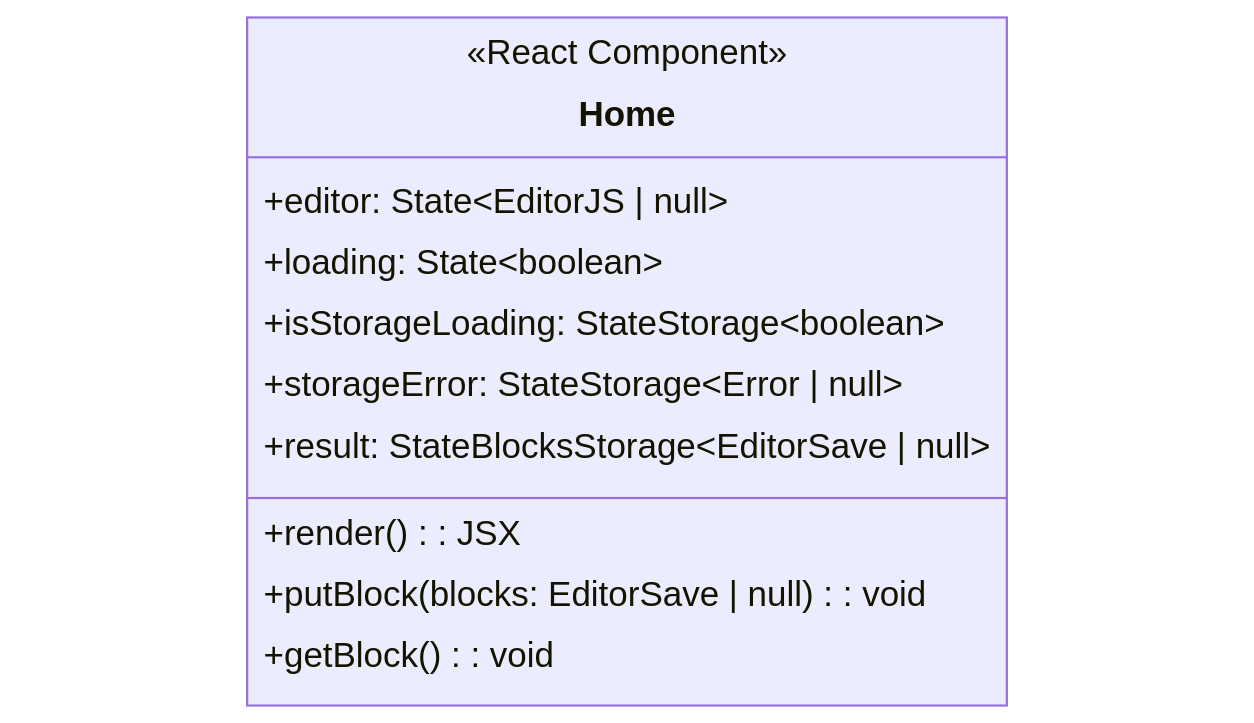 «React Component»
Home
+editor: State<EditorJS | null>
+loading: State<boolean>
+isStorageLoading: StateStorage<boolean>
+storageError: StateStorage<Error | null>
+result: StateBlocksStorage<EditorSave | null>
+render() : : JSX
+putBlock(blocks: EditorSave | null) : : void
+getBlock() : : void